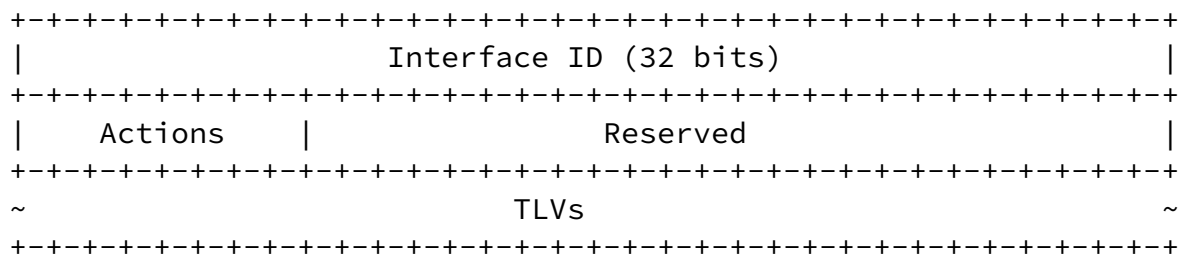 +-+-+-+-+-+-+-+-+-+-+-+-+-+-+-+-+-+-+-+-+-+-+-+-+-+-+-+-+-+-+-+-+
|                 Interface ID (32 bits)                        |
+-+-+-+-+-+-+-+-+-+-+-+-+-+-+-+-+-+-+-+-+-+-+-+-+-+-+-+-+-+-+-+-+
|    Actions    |                Reserved                       |
+-+-+-+-+-+-+-+-+-+-+-+-+-+-+-+-+-+-+-+-+-+-+-+-+-+-+-+-+-+-+-+-+
~                           TLVs                                ~
+-+-+-+-+-+-+-+-+-+-+-+-+-+-+-+-+-+-+-+-+-+-+-+-+-+-+-+-+-+-+-+-+